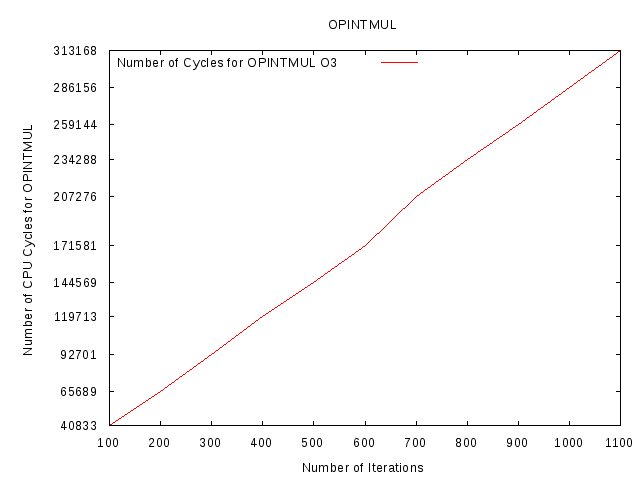 OPINTMUL
313168
286156
259144
234288
207276
171581
144569
119713
92701
65689
40833
Number of CPU Cycles for OPINTMUL
Number of Cycles for OPINTMUL O3
100 200 300 400 500 600 700 800 900 1000 1100
Number of Iterations